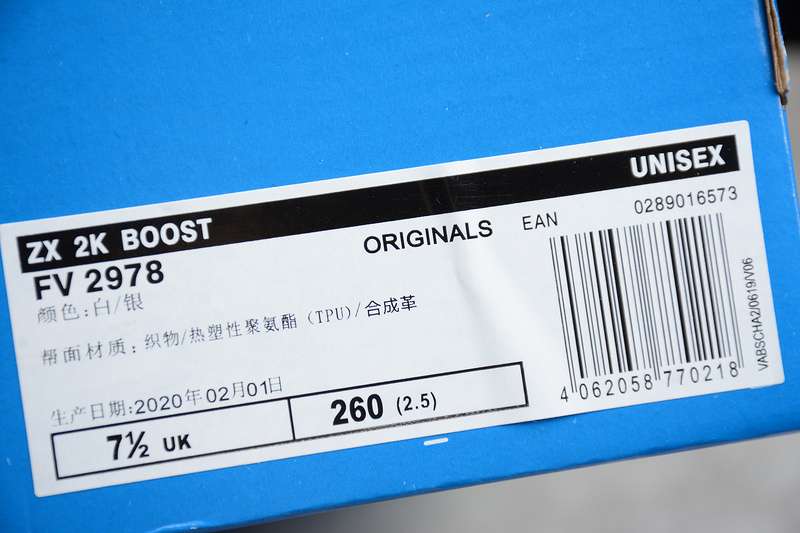 ZX 2K BOOST UNISEX
FV 2978 ORIGINALS EAN 0289016573
颜色:白/银
帮面材质:织物/热塑性聚氨酯(TPU)/合成革
生产日期:2020年02月01日
7½ UK 260 (2.5)
4 062058 770218
VABSCHA2/0619/V06